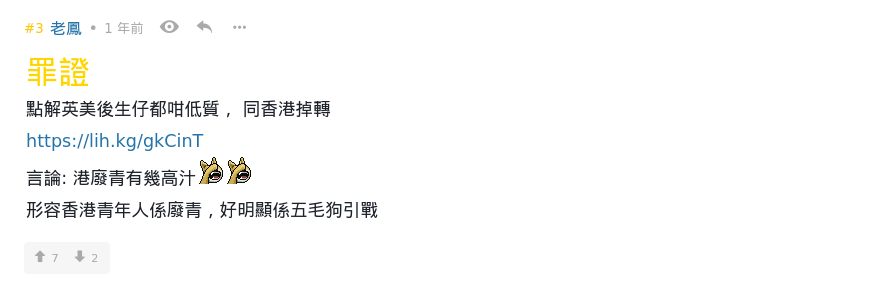 #3 老鳳 • 1 年前
罪證
點解英美後生仔都咁低質， 同香港掉轉
https://lih.kg/gkCinT
言論: 港廢青有幾高汁
形容香港青年人係廢青，好明顯係五毛狗引戰
7 2